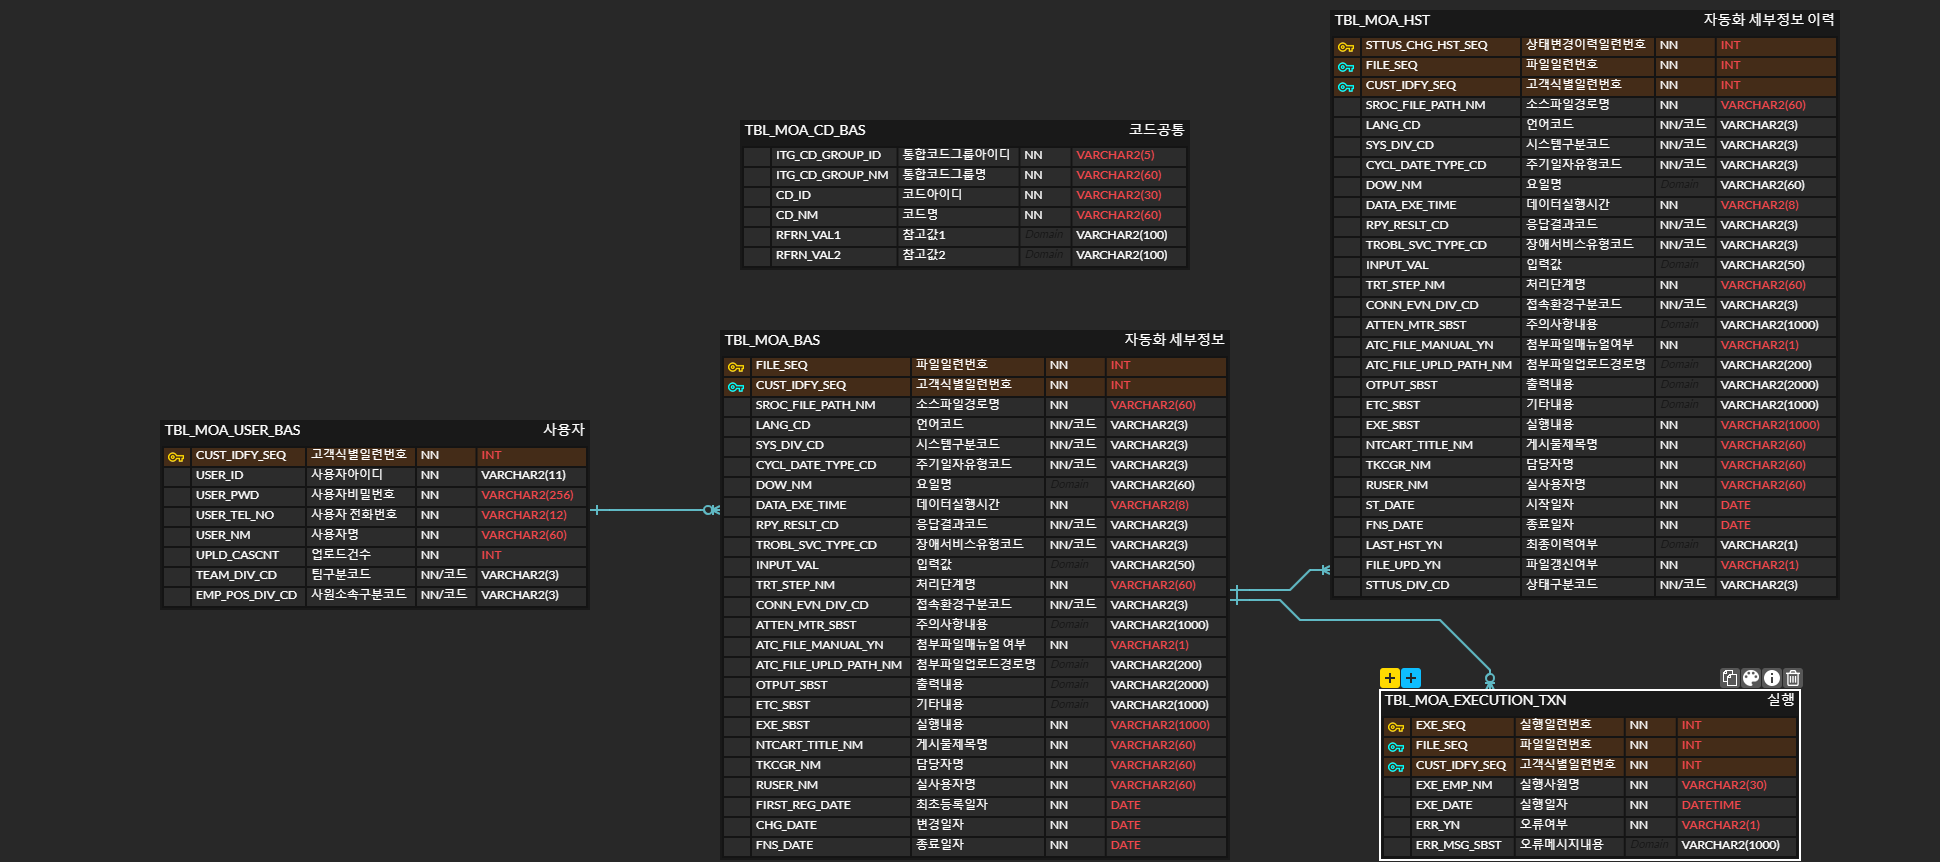 TBL_MOA_HST 자동화 세부정보 이력
STTUS_CHG_HST_SEQ 상태변경이력일련번호 NN INT
FILE_SEQ 파일일련번호 NN INT
CUST_IDFY_SEQ 고객식별일련번호 NN INT
SROC_FILE_PATH_NM 소스파일경로명 NN VARCHAR2(60)
LANG_CD 언어코드 NN/코드 VARCHAR2(3)
SYS_DIV_CD 시스템구분코드 NN/코드 VARCHAR2(3)
CYCL_DATE_TYPE_CD 주기일자유형코드 NN/코드 VARCHAR2(3)
DOW_NM 요일명 Domain VARCHAR2(60)
DATA_EXE_TIME 데이터실행시간 NN VARCHAR2(8)
RPY_RESLT_CD 응답결과코드 NN/코드 VARCHAR2(3)
TROBL_SVC_TYPE_CD 장애서비스유형코드 NN/코드 VARCHAR2(3)
INPUT_VAL 입력값 Domain VARCHAR2(50)
TRT_STEP_NM 처리단계명 NN VARCHAR2(60)
CONN_EVN_DIV_CD 접속환경구분코드 NN/코드 VARCHAR2(3)
ATTEN_MTR_SBST 주의사항내용 Domain VARCHAR2(1000)
ATC_FILE_MANUAL_YN 첨부파일매뉴얼여부 NN VARCHAR2(1)
ATC_FILE_UPLD_PATH_NM 첨부파일업로드경로명 Domain VARCHAR2(200)
OTPUT_SBST 출력내용 Domain VARCHAR2(2000)
ETC_SBST 기타내용 Domain VARCHAR2(1000)
EXE_SBST 실행내용 NN VARCHAR2(1000)
NTCART_TITLE_NM 게시물제목명 NN VARCHAR2(60)
TKCGR_NM 담당자명 NN VARCHAR2(60)
RUSER_NM 실사용자명 NN VARCHAR2(60)
ST_DATE 시작일자 NN DATE
FNS_DATE 종료일자 NN DATE
LAST_HST_YN 최종이력여부 Domain VARCHAR2(1)
FILE_UPD_YN 파일갱신여부 NN VARCHAR2(1)
STTUS_DIV_CD 상태구분코드 NN/코드 VARCHAR2(3)
TBL_MOA_CD_BAS 코드공통
ITG_CD_GROUP_ID 통합코드그룹아이디 NN VARCHAR2(5)
ITG_CD_GROUP_NM 통합코드그룹명 NN VARCHAR2(60)
CD_ID 코드아이디 NN VARCHAR2(30)
CD_NM 코드명 NN VARCHAR2(60)
RFRN_VAL1 참고값1 Domain VARCHAR2(100)
RFRN_VAL2 참고값2 Domain VARCHAR2(100)
TBL_MOA_BAS 자동화 세부정보
FILE_SEQ 파일일련번호 NN INT
CUST_IDFY_SEQ 고객식별일련번호 NN INT
SROC_FILE_PATH_NM 소스파일경로명 NN VARCHAR2(60)
LANG_CD 언어코드 NN/코드 VARCHAR2(3)
SYS_DIV_CD 시스템구분코드 NN/코드 VARCHAR2(3)
CYCL_DATE_TYPE_CD 주기일자유형코드 NN/코드 VARCHAR2(3)
DOW_NM 요일명 Domain VARCHAR2(60)
DATA_EXE_TIME 데이터실행시간 NN VARCHAR2(8)
RPY_RESLT_CD 응답결과코드 NN/코드 VARCHAR2(3)
TROBL_SVC_TYPE_CD 장애서비스유형코드 NN/코드 VARCHAR2(3)
INPUT_VAL 입력값 Domain VARCHAR2(50)
TRT_STEP_NM 처리단계명 NN VARCHAR2(60)
CONN_EVN_DIV_CD 접속환경구분코드 NN/코드 VARCHAR2(3)
ATTEN_MTR_SBST 주의사항내용 Domain VARCHAR2(1000)
ATC_FILE_MANUAL_YN 첨부파일매뉴얼 여부 NN VARCHAR2(1)
ATC_FILE_UPLD_PATH_NM 첨부파일업로드경로명 Domain VARCHAR2(200)
OTPUT_SBST 출력내용 Domain VARCHAR2(2000)
ETC_SBST 기타내용 Domain VARCHAR2(1000)
EXE_SBST 실행내용 NN VARCHAR2(1000)
NTCART_TITLE_NM 게시물제목명 NN VARCHAR2(60)
TKCGR_NM 담당자명 NN VARCHAR2(60)
RUSER_NM 실사용자명 NN VARCHAR2(60)
FIRST_REG_DATE 최초등록일자 NN DATE
CHG_DATE 변경일자 NN DATE
FNS_DATE 종료일자 NN DATE
TBL_MOA_USER_BAS 사용자
CUST_IDFY_SEQ 고객식별일련번호 NN INT
USER_ID 사용자아이디 NN VARCHAR2(11)
USER_PWD 사용자비밀번호 NN VARCHAR2(256)
USER_TEL_NO 사용자 전화번호 NN VARCHAR2(12)
USER_NM 사용자명 NN VARCHAR2(60)
UPLD_CASCNT 업로드건수 NN INT
TEAM_DIV_CD 팀구분코드 NN/코드 VARCHAR2(3)
EMP_POS_DIV_CD 사원소속구분코드 NN/코드 VARCHAR2(3)
TBL_MOA_EXECUTION_TXN 실행
EXE_SEQ 실행일련번호 NN INT
FILE_SEQ 파일일련번호 NN INT
CUST_IDFY_SEQ 고객식별일련번호 NN INT
EXE_EMP_NM 실행사원명 NN VARCHAR2(30)
EXE_DATE 실행일자 NN DATETIME
ERR_YN 오류여부 NN VARCHAR2(1)
ERR_MSG_SBST 오류메시지내용 Domain VARCHAR2(1000)